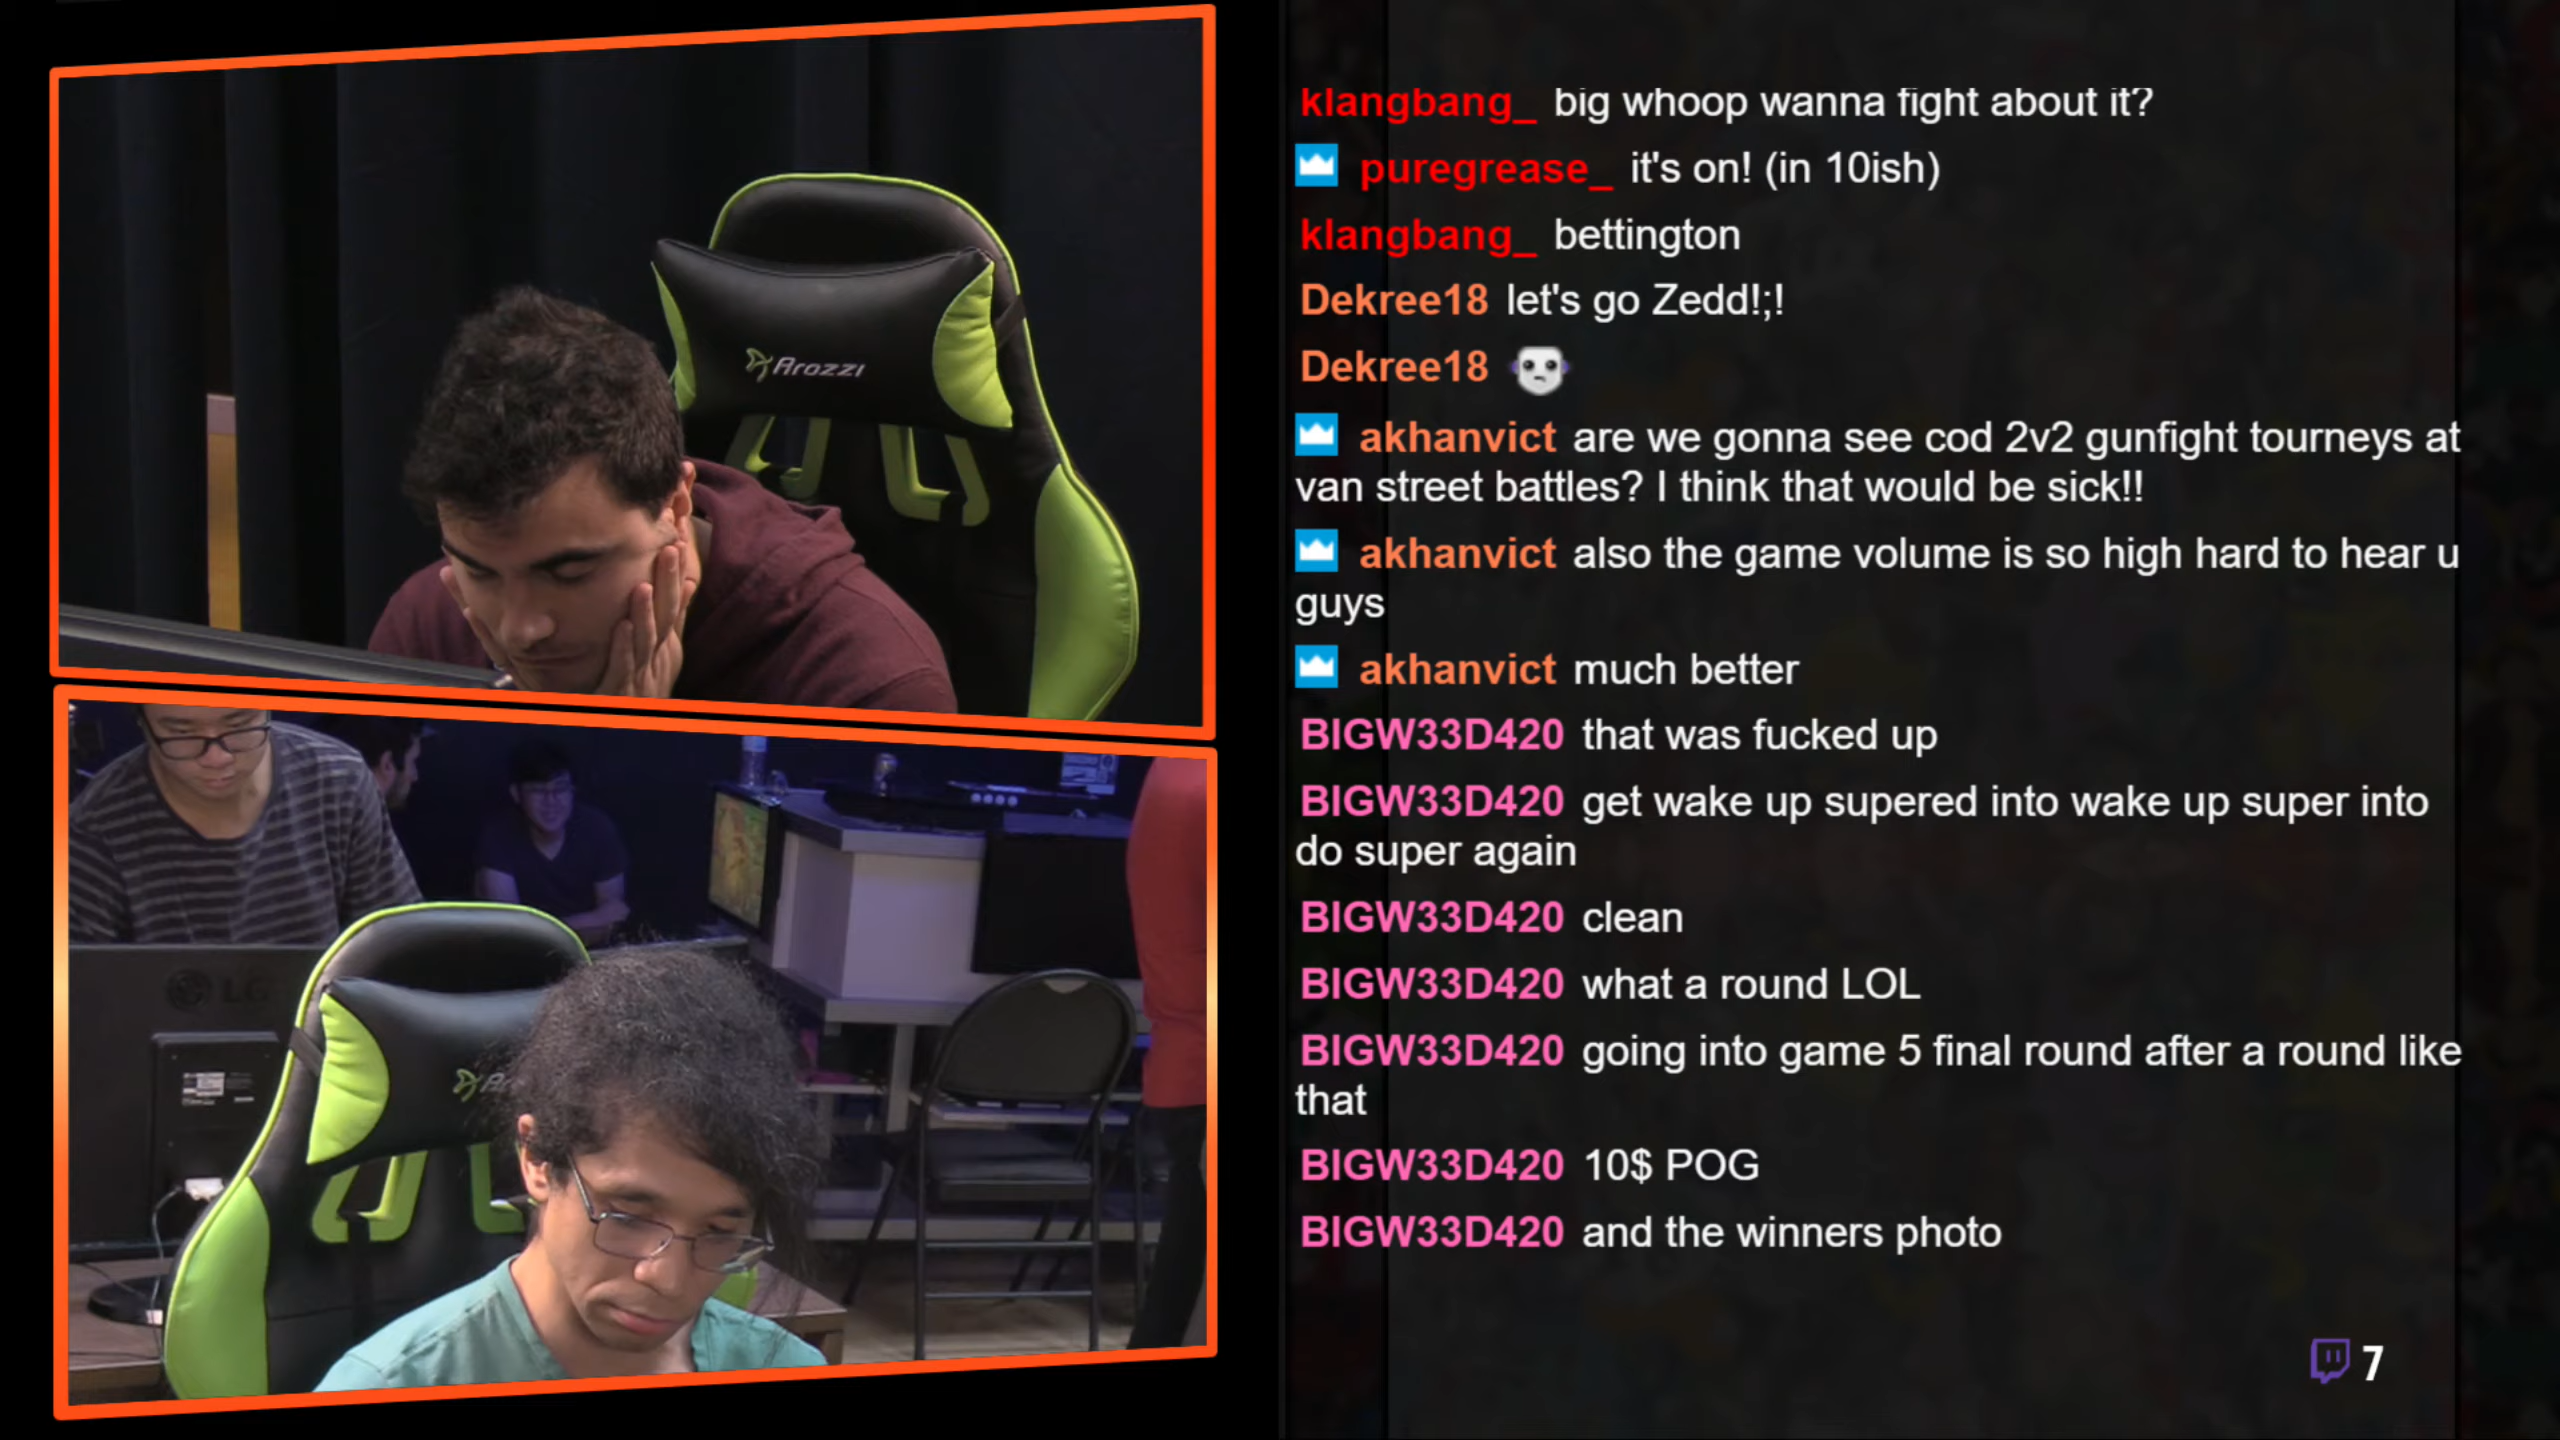 klangbang_ big whoop wanna fight about it?
puregrease_ it's on! (in 10ish)
klangbang_ bettington
Dekree18 let's go Zedd!;!
Dekree18
akhanvict are we gonna see cod 2v2 gunfight tourneys at
van street battles? I think that would be sick!!
akhanvict also the game volume is so high hard to hear u
guys
akhanvict much better
BIGW33D420 that was fucked up
BIGW33D420 get wake up supered into wake up super into
do super again
BIGW33D420 clean
BIGW33D420 what a round LOL
BIGW33D420 going into game 5 final round after a round like
that
BIGW33D420 10$ POG
BIGW33D420 and the winners photo
7
Arozzi
LG